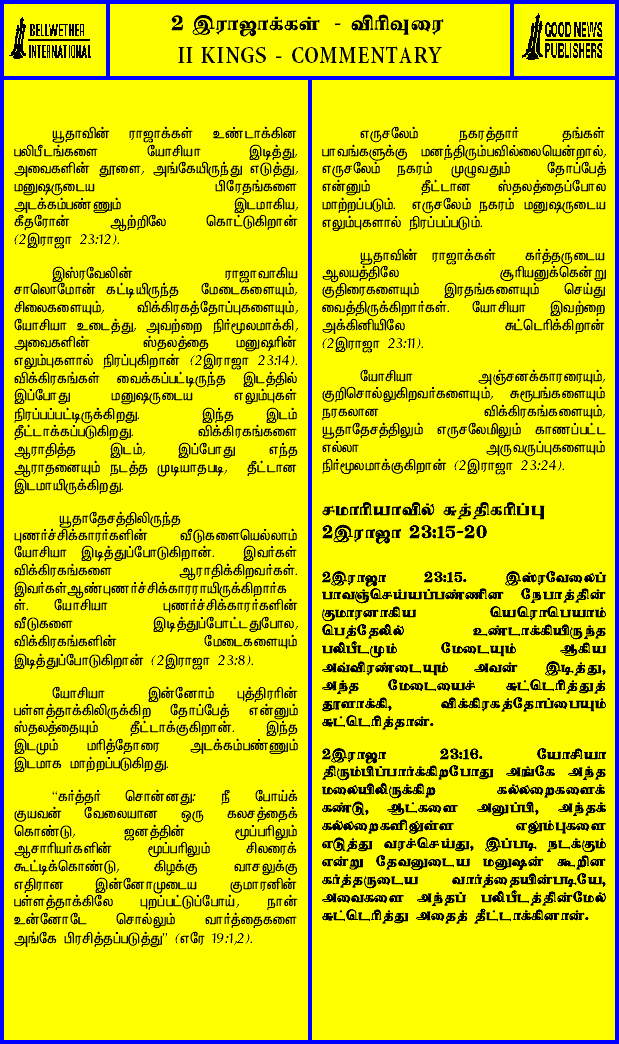 BELLWETHER
INTERNATIONAL
2 இராஜாக்கள் - விரிவுரை
II KINGS - COMMENTARY
GOOD NEWS
PUBLISHERS
யூதாவின் ராஜாக்கள் உண்டாக்கின
பலிபீடங்களை யோசியா இடித்து,
அவைகளின் தூளை, அங்கேயிருந்து எடுத்து,
மனுஷருடைய பிரேதங்களை
அடக்கம்பண்ணும் இடமாகிய,
கீதரோன் ஆற்றிலே கொட்டுகிறான்
(2இராஜா 23:12).
இஸ்ரவேலின் ராஜாவாகிய
சாலொமோன் கட்டியிருந்த மேடைகளையும்,
சிலைகளையும், விக்கிரகத்தோப்புகளையும்,
யோசியா உடைத்து, அவற்றை நிர்மூலமாக்கி,
அவைகளின் ஸ்தலத்தை மனுஷரின்
எலும்புகளால் நிரப்புகிறான் (2இராஜா 23:14).
விக்கிரகங்கள் வைக்கப்பட்டிருந்த இடத்தில்
இப்போது மனுஷருடைய எலும்புகள்
நிரப்பப்பட்டிருக்கிறது. இந்த இடம்
தீட்டாக்கப்படுகிறது. விக்கிரகங்களை
ஆராதித்த இடம், இப்போது எந்த
ஆராதனையும் நடத்த முடியாதபடி, தீட்டான
இடமாயிருக்கிறது.
யூதாதேசத்திலிருந்த
புணர்ச்சிக்காரர்களின் வீடுகளையெல்லாம்
யோசியா இடித்துப்போடுகிறான். இவர்கள்
விக்கிரகங்களை ஆராதிக்கிறவர்கள்.
இவர்கள்ஆண்புணர்ச்சிக்காரராயிருக்கிறார்க
ள். யோசியா புணர்ச்சிக்காரர்களின்
வீடுகளை இடித்துப்போட்டதுபோல,
விக்கிரகங்களின் மேடைகளையும்
இடித்துப்போடுகிறான் (2இராஜா 23:8).
யோசியா இன்னோம் புத்திரரின்
பள்ளத்தாக்கிலிருக்கிற தோப்பேத் என்னும்
ஸ்தலத்தையும் தீட்டாக்குகிறான். இந்த
இடமும் மரித்தோரை அடக்கம்பண்ணும்
இடமாக மாற்றப்படுகிறது.
“கர்த்தர் சொன்னது: நீ போய்க்
குயவன் வேலையான ஒரு கலசத்தைக்
கொண்டு, ஜனத்தின் மூப்பரிலும்
ஆசாரியர்களின் மூப்பரிலும் சிலரைக்
கூட்டிக்கொண்டு, கிழக்கு வாசலுக்கு
எதிரான இன்னோமுடைய குமாரனின்
பள்ளத்தாக்கிலே புறப்பட்டுப்போய், நான்
உன்னோடே சொல்லும் வார்த்தைகளை
அங்கே பிரசித்தப்படுத்து” (எரே 19:1,2).
எருசலேம் நகரத்தார் தங்கள்
பாவங்களுக்கு மனந்திரும்பவில்லையென்றால்,
எருசலேம் நகரம் முழுவதும் தோப்பேத்
என்னும் தீட்டான ஸ்தலத்தைப்போல
மாற்றப்படும். எருசலேம் நகரம் மனுஷருடைய
எலும்புகளால் நிரப்பப்படும்.
யூதாவின் ராஜாக்கள் கர்த்தருடைய
ஆலயத்திலே சூரியனுக்கென்று
குதிரைகளையும் இரதங்களையும் செய்து
வைத்திருக்கிறார்கள். யோசியா இவற்றை
அக்கினியிலே சுட்டெரிக்கிறான்
(2இராஜா 23:11).
யோசியா அஞ்சனக்காரரையும்,
குறிசொல்லுகிறவர்களையும், சுரூபங்களையும்
நரகலான விக்கிரகங்களையும்,
யூதாதேசத்திலும் எருசலேமிலும் காணப்பட்ட
எல்லா அருவருப்புகளையும்
நிர்மூலமாக்குகிறான் (2இராஜா 23:24).
சமாரியாவில் சுத்திகரிப்பு
2இராஜா 23:15-20
2இராஜா 23:15. இஸ்ரவேலைப்
பாவஞ்செய்யப்பண்ணின நேபாத்தின்
குமாரனாகிய யெரொபெயாம்
பெத்தேலில் உண்டாக்கியிருந்த
பலிபீடமும் மேடையும் ஆகிய
அவ்விரண்டையும் அவன் இடித்து,
அந்த மேடையைச் சுட்டெரித்துத்
தூளாக்கி, விக்கிரகத்தோப்பையும்
சுட்டெரித்தான்.
2இராஜா 23:16. யோசியா
திரும்பிப்பார்க்கிறபோது அங்கே அந்த
மலையிலிருக்கிற கல்லறைகளைக்
கண்டு, ஆட்களை அனுப்பி, அந்தக்
கல்லறைகளிலுள்ள எலும்புகளை
எடுத்து வரச்செய்து, இப்படி நடக்கும்
என்று தேவனுடைய மனுஷன் கூறின
கர்த்தருடைய வார்த்தையின்படியே,
அவைகளை அந்தப் பலிபீடத்தின்மேல்
சுட்டெரித்து அதைத் தீட்டாக்கினான்.